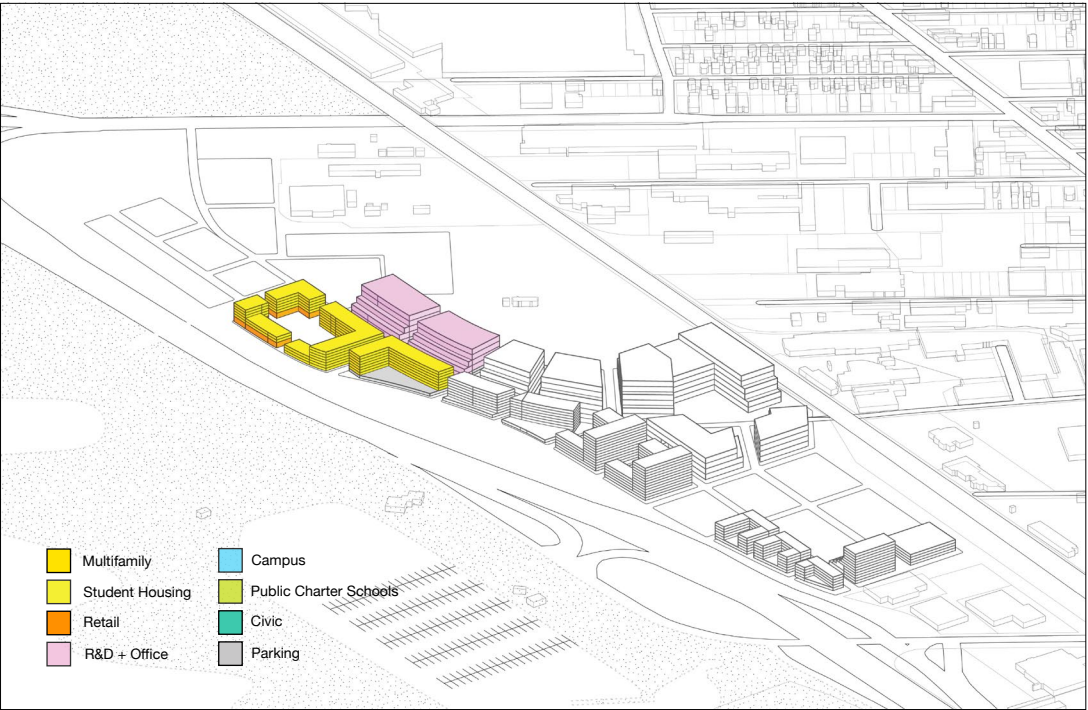 Multifamily
Student Housing
Retail
R&D + Office
Campus
Public Charter Schools
Civic
Parking